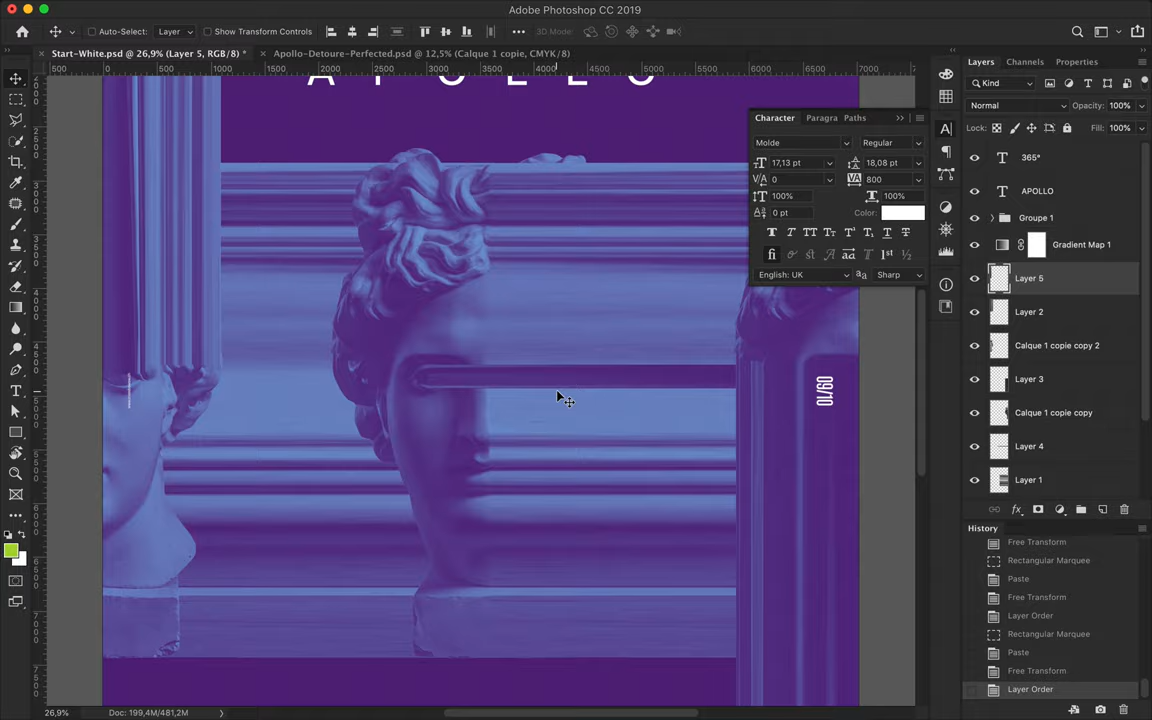 Adobe Photoshop CC 2019
Auto-Select: Layer Show Transform Controls 3D Mode:
Start-White.psd @ 26,9% (Layer 5, RGB/8) * Apollo-Detoure-Perfected.psd @ 12,5% (Calque 1 copie, CMYK/8)
500 0 500 1000 1500 2000 2500 3000 3500 4000 4500 5000 5500 6000 6500 7000
APOLLO
09/10
Character Paragra Paths
Molde Regular
17,13 pt 18,08 pt
0 800
100% 100%
0 pt Color:
English: UK Sharp
Layers Channels Properties
Kind
Normal Opacity: 100%
Lock: Fill: 100%
365°
APOLLO
Groupe 1
Gradient Map 1
Layer 5
Layer 2
Calque 1 copie copy 2
Layer 3
Calque 1 copie copy
Layer 4
Layer 1
History
Free Transform
Rectangular Marquee
Paste
Free Transform
Layer Order
Rectangular Marquee
Paste
Free Transform
Layer Order
26,9% Doc: 199,4M/481,2M